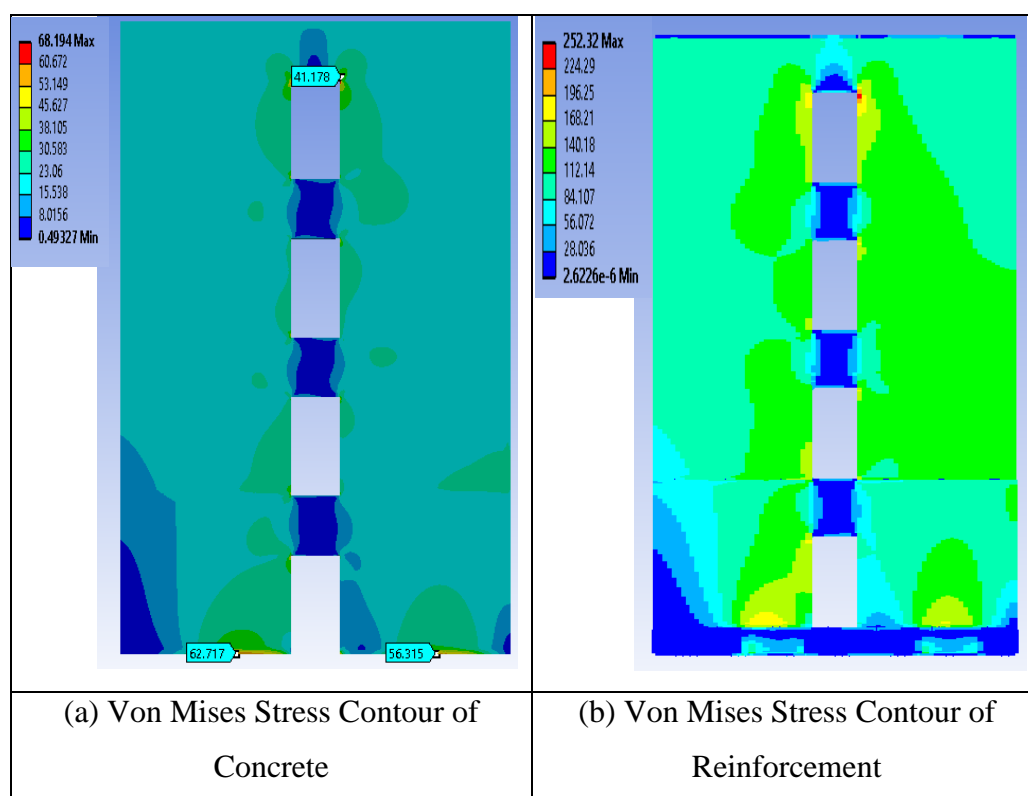 68.194 Max
60.672
53.149
45.627
38.105
30.583
23.06
15.538
8.0156
0.49327 Min
41.178
62.717
56.315
252.32 Max
224.29
196.25
168.21
140.18
112.14
84.107
56.072
28.036
2.6226e-6 Min
(a) Von Mises Stress Contour of
Concrete
(b) Von Mises Stress Contour of
Reinforcement